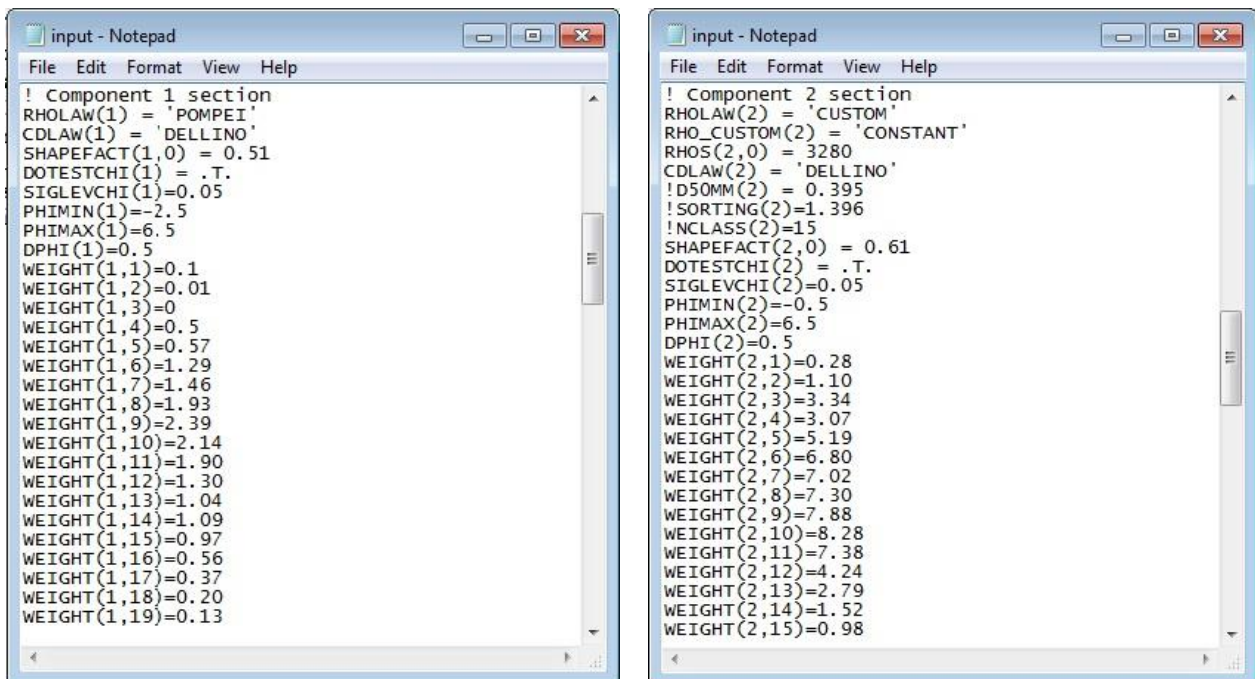 input - Notepad
File Edit Format View Help
! Component 1 section
RHOLAW(1) = 'POMPEI'
CDLAW(1) = 'DELLINO'
SHAPEFACT(1,0) = 0.51
DOTESTCHI(1) = .T.
SIGLEVCHI(1)=0.05
PHIMIN(1)=-2.5
PHIMAX(1)=6.5
DPHI(1)=0.5
WEIGHT(1,1)=0.1
WEIGHT(1,2)=0.01
WEIGHT(1,3)=0
WEIGHT(1,4)=0.5
WEIGHT(1,5)=0.57
WEIGHT(1,6)=1.29
WEIGHT(1,7)=1.46
WEIGHT(1,8)=1.93
WEIGHT(1,9)=2.39
WEIGHT(1,10)=2.14
WEIGHT(1,11)=1.90
WEIGHT(1,12)=1.30
WEIGHT(1,13)=1.04
WEIGHT(1,14)=1.09
WEIGHT(1,15)=0.97
WEIGHT(1,16)=0.56
WEIGHT(1,17)=0.37
WEIGHT(1,18)=0.20
WEIGHT(1,19)=0.13
input - Notepad
File Edit Format View Help
! Component 2 section
RHOLAW(2) = 'CUSTOM'
RHO_CUSTOM(2) = 'CONSTANT'
RHOS(2,0) = 3280
CDLAW(2) = 'DELLINO'
!D50MM(2) = 0.395
!SORTING(2)=1.396
!NCLASS(2)=15
SHAPEFACT(2,0) = 0.61
DOTESTCHI(2) = .T.
SIGLEVCHI(2)=0.05
PHIMIN(2)=-0.5
PHIMAX(2)=6.5
DPHI(2)=0.5
WEIGHT(2,1)=0.28
WEIGHT(2,2)=1.10
WEIGHT(2,3)=3.34
WEIGHT(2,4)=3.07
WEIGHT(2,5)=5.19
WEIGHT(2,6)=6.80
WEIGHT(2,7)=7.02
WEIGHT(2,8)=7.30
WEIGHT(2,9)=7.88
WEIGHT(2,10)=8.28
WEIGHT(2,11)=7.38
WEIGHT(2,12)=4.24
WEIGHT(2,13)=2.79
WEIGHT(2,14)=1.52
WEIGHT(2,15)=0.98